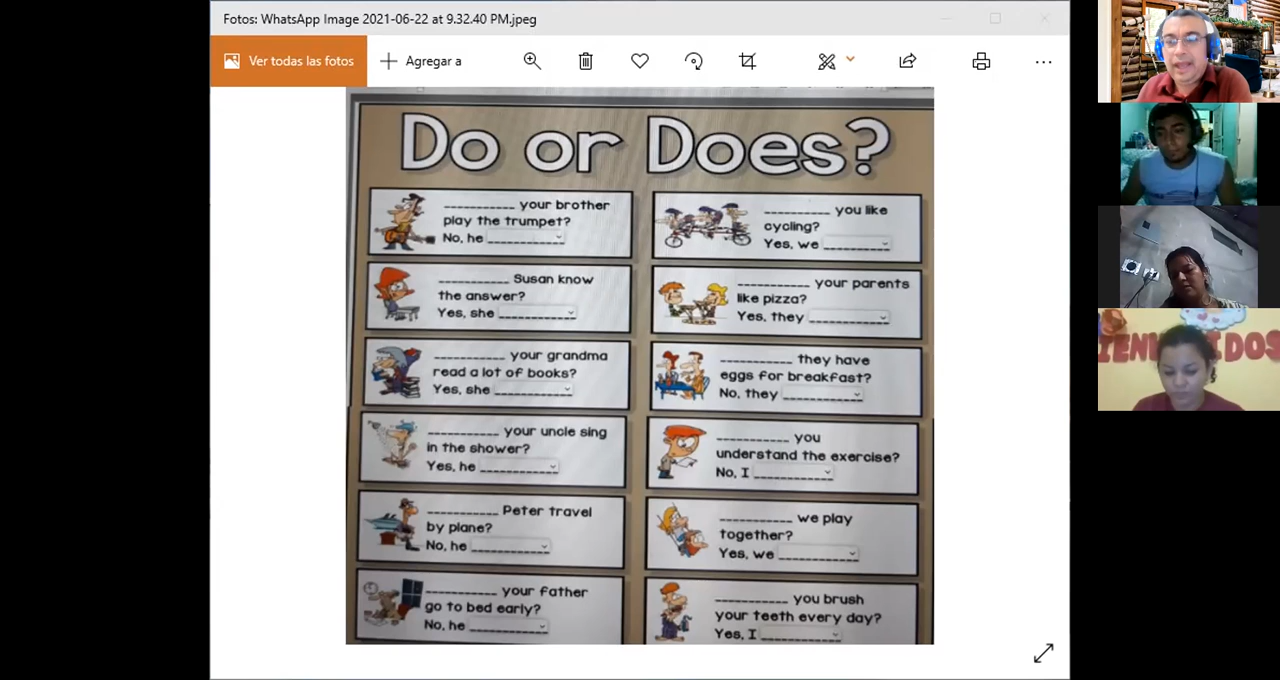 Fotos: WhatsApp Image 2021-06-22 at 9.32.40 PM.jpeg
Ver todas las fotos
Agregar a
Do or Does?
__________ your brother
play the trumpet?
No, he __________
__________ Susan know
the answer?
Yes, she __________
__________ your grandma
read a lot of books?
Yes, she __________
__________ your uncle sing
in the shower?
Yes, he __________
__________ Peter travel
by plane?
No, he __________
__________ your father
go to bed early?
No, he __________
__________ you like
cycling?
Yes, we __________
__________ your parents
like pizza?
Yes, they __________
__________ they have
eggs for breakfast?
No, they __________
__________ you
understand the exercise?
No, I __________
__________ we play
together?
Yes, we __________
__________ you brush
your teeth every day?
Yes, I __________